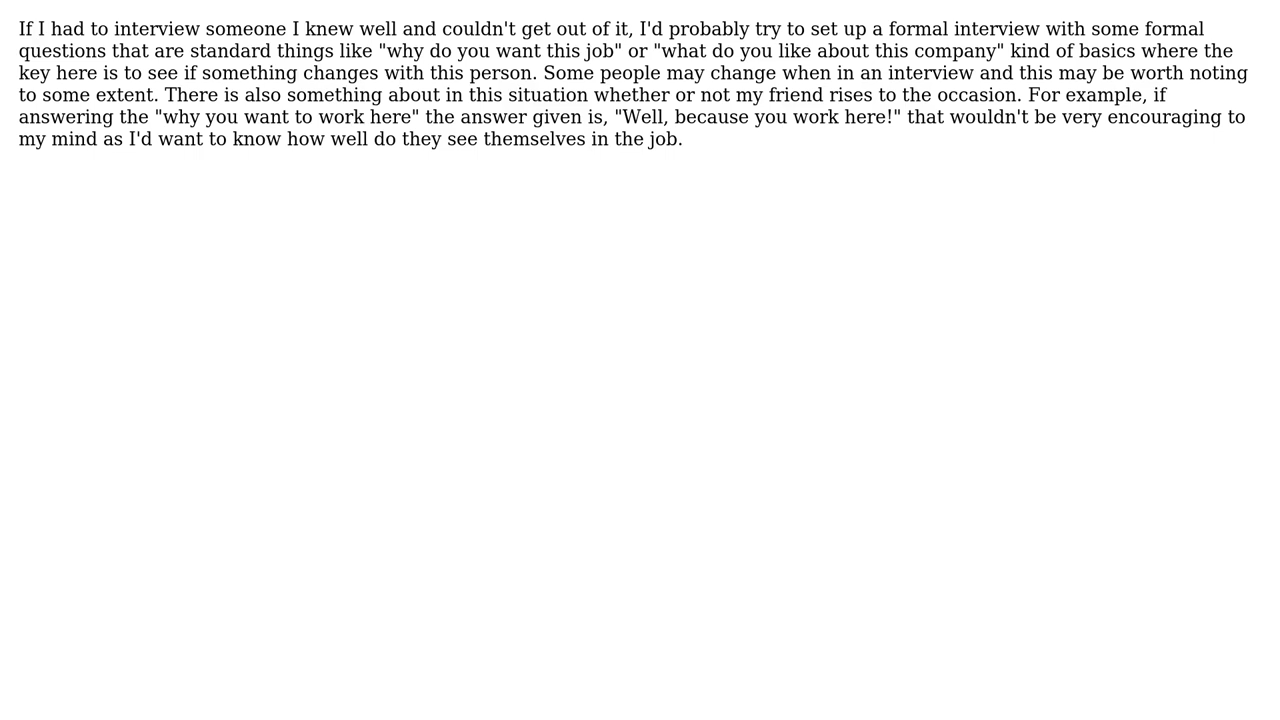 If I had to interview someone I knew well and couldn't get out of it, I'd probably try to set up a formal interview with some formal
questions that are standard things like "why do you want this job" or "what do you like about this company" kind of basics where the
key here is to see if something changes with this person. Some people may change when in an interview and this may be worth noting
to some extent. There is also something about in this situation whether or not my friend rises to the occasion. For example, if
answering the "why you want to work here" the answer given is, "Well, because you work here!" that wouldn't be very encouraging to
my mind as I'd want to know how well do they see themselves in the job.